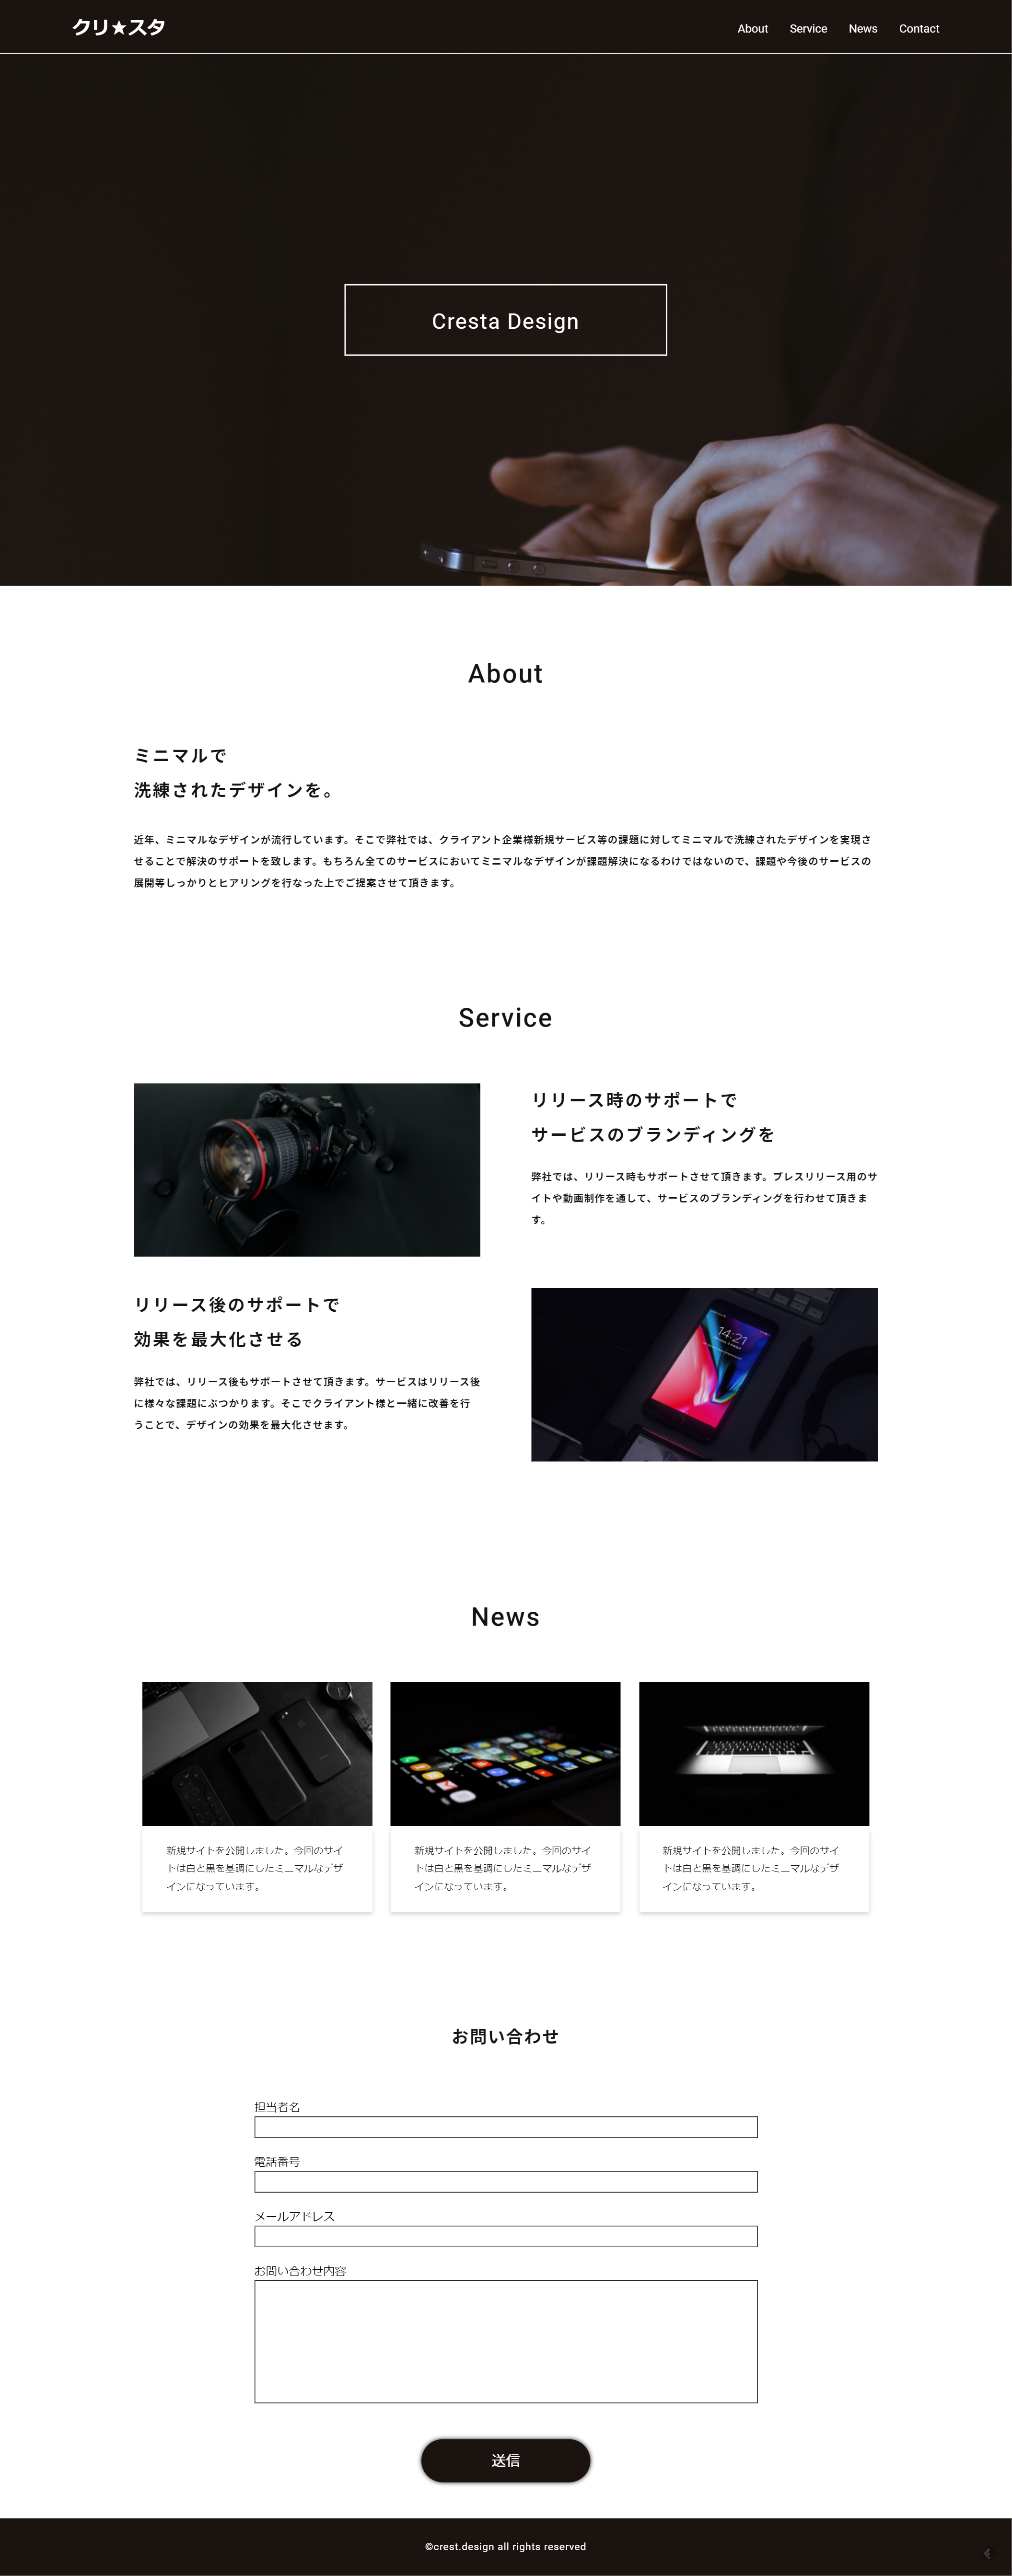 クリ★スタ
About Service News Contact
Cresta Design
About
ミニマルで
洗練されたデザインを。
近年、ミニマルなデザインが流行しています。そこで弊社では、クライアント企業様新規サービス等の課題に対してミニマルで洗練されたデザインを実現さ
せることで解決のサポートを致します。もちろん全てのサービスにおいてミニマルなデザインが課題解決になるわけではないので、課題や今後のサービスの
展開等しっかりとヒアリングを行なった上でご提案させて頂きます。
Service
リリース時のサポートで
サービスのブランディングを
弊社では、リリース時もサポートさせて頂きます。プレスリリース用のサ
イトや動画制作を通して、サービスのブランディングを行わせて頂きま
す。
リリース後のサポートで
効果を最大化させる
弊社では、リリース後もサポートさせて頂きます。サービスはリリース後
に様々な課題にぶつかります。そこでクライアント様と一緒に改善を行
うことで、デザインの効果を最大化させます。
14:21
News
新規サイトを公開しました。今回のサイ
トは白と黒を基調にしたミニマルなデザ
インになっています。
新規サイトを公開しました。今回のサイ
トは白と黒を基調にしたミニマルなデザ
インになっています。
新規サイトを公開しました。今回のサイ
トは白と黒を基調にしたミニマルなデザ
インになっています。
お問い合わせ
担当者名
電話番号
メールアドレス
お問い合わせ内容
送信
©crest.design all rights reserved